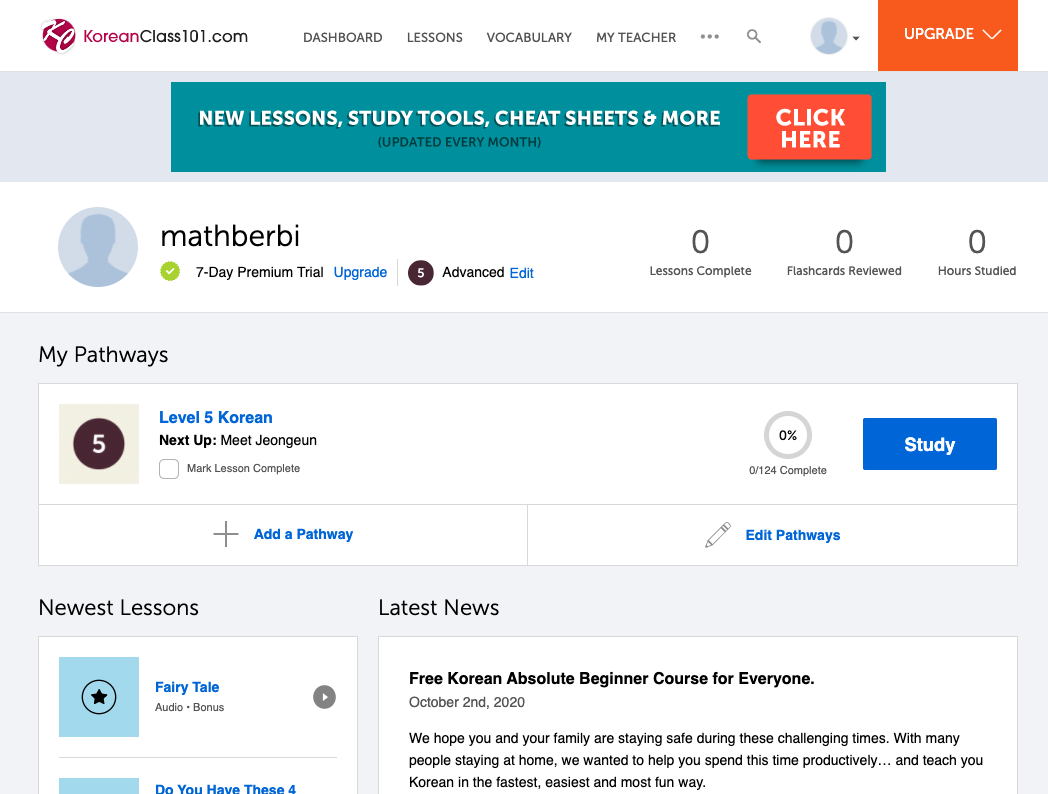 KoreanClass101.com
DASHBOARD LESSONS VOCABULARY MY TEACHER
UPGRADE
NEW LESSONS, STUDY TOOLS, CHEAT SHEETS & MORE
(UPDATED EVERY MONTH)
CLICK
HERE
mathberbi
7-Day Premium Trial Upgrade 5 Advanced Edit
0 0 0
Lessons Complete Flashcards Reviewed Hours Studied
My Pathways
5
Level 5 Korean
Next Up: Meet Jeongeun
Mark Lesson Complete
0%
0/124 Complete
Study
Add a Pathway
Edit Pathways
Newest Lessons
Fairy Tale
Audio • Bonus
Do You Have These 4
Latest News
Free Korean Absolute Beginner Course for Everyone.
October 2nd, 2020
We hope you and your family are staying safe during these challenging times. With many
people staying at home, we wanted to help you spend this time productively… and teach you
Korean in the fastest, easiest and most fun way.